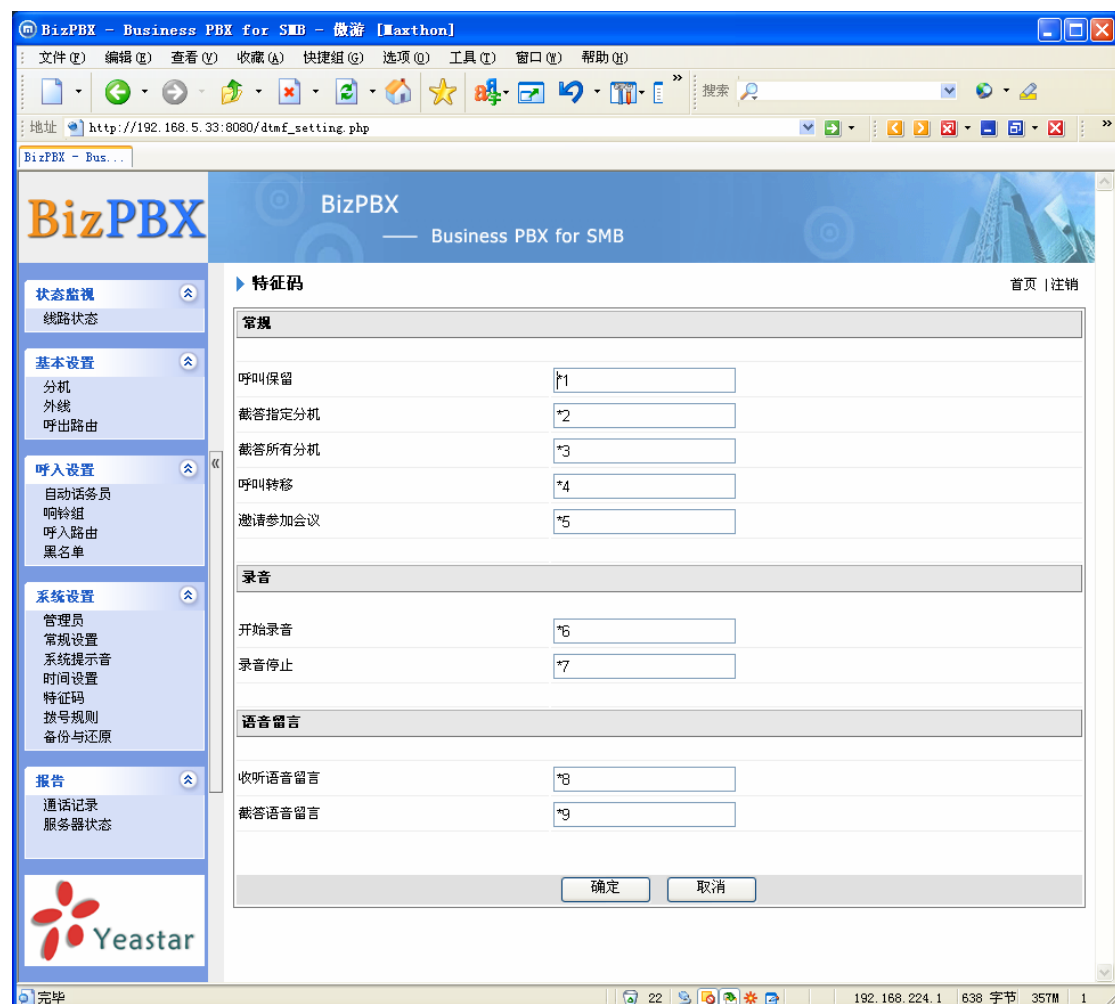 BizPBX - Business PBX for SMB - 傲游 [Maxthon]
文件(F) 编辑(E) 查看(V) 收藏(A) 快捷组(G) 选项(O) 工具(T) 窗口(W) 帮助(H)
搜索
地址 http://192.168.5.33:8080/dtmf_setting.php
BizPBX - Bus...
BizPBX
BizPBX
—— Business PBX for SMB
特征码
首页 |注销
状态监视
线路状态
基本设置
分机
外线
呼出路由
呼入设置
自动话务员
响铃组
呼入路由
黑名单
系统设置
管理员
常规设置
系统提示音
时间设置
特征码
拨号规则
备份与还原
报告
通话记录
服务器状态
Yeastar
常规
呼叫保留 *1
截答指定分机 *2
截答所有分机 *3
呼叫转移 *4
邀请参加会议 *5
录音
开始录音 *6
录音停止 *7
语音留言
收听语音留言 *8
截答语音留言 *9
确定 取消
完毕 22 192.168.224.1 638 字节 357M 1